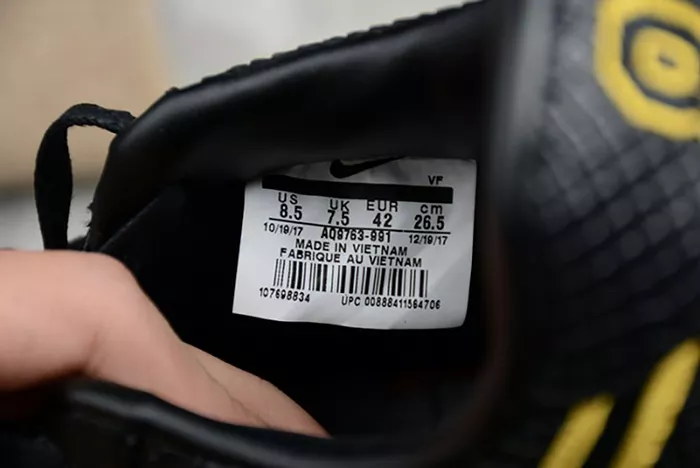 VF
US UK EUR cm
8.5 7.5 42 26.5
10/19/17 AQ9763-991 12/19/17
MADE IN VIETNAM
FABRIQUE AU VIETNAM
107698834 UPC 00888411564706